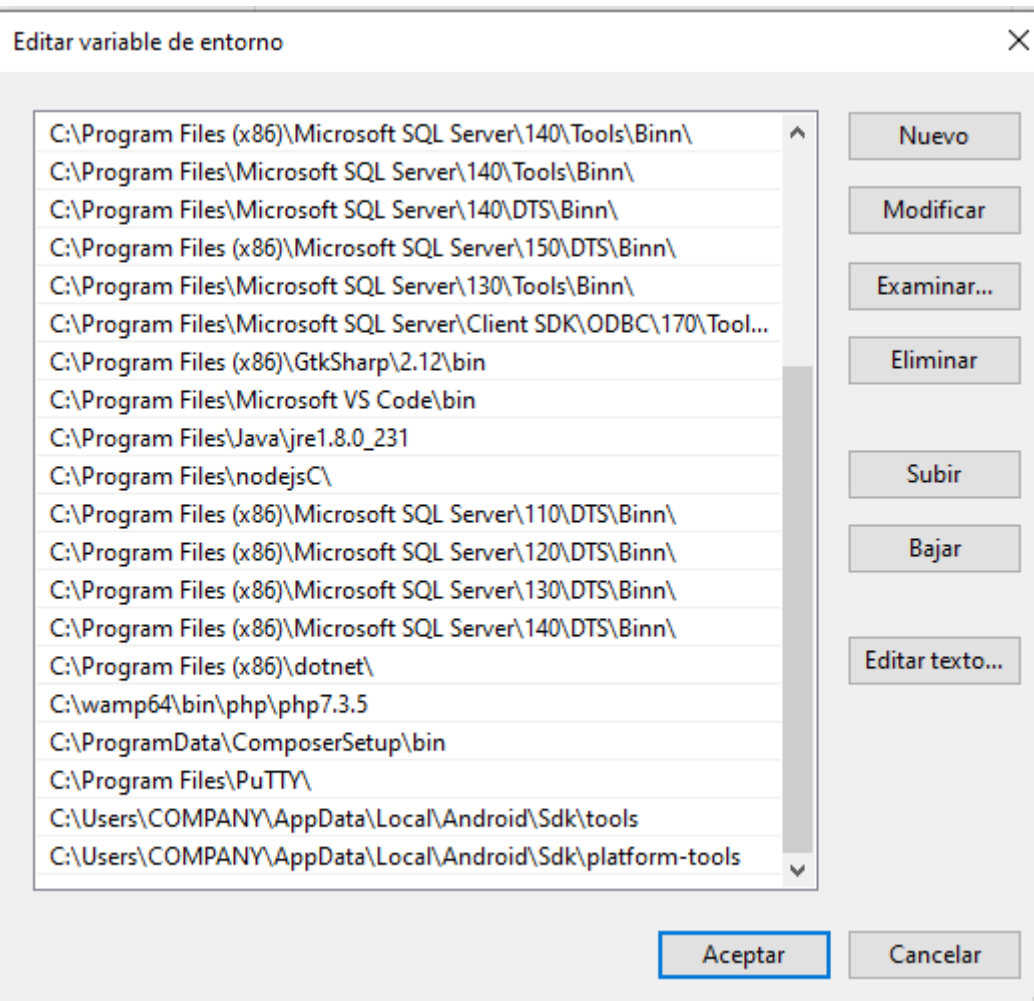 Editar variable de entorno
C:\Program Files (x86)\Microsoft SQL Server\140\Tools\Binn\
C:\Program Files\Microsoft SQL Server\140\Tools\Binn\
C:\Program Files\Microsoft SQL Server\140\DTS\Binn\
C:\Program Files (x86)\Microsoft SQL Server\150\DTS\Binn\
C:\Program Files\Microsoft SQL Server\130\Tools\Binn\
C:\Program Files\Microsoft SQL Server\Client SDK\ODBC\170\Tool...
C:\Program Files (x86)\GtkSharp\2.12\bin
C:\Program Files\Microsoft VS Code\bin
C:\Program Files\Java\jre1.8.0_231
C:\Program Files\nodejsC\
C:\Program Files (x86)\Microsoft SQL Server\110\DTS\Binn\
C:\Program Files (x86)\Microsoft SQL Server\120\DTS\Binn\
C:\Program Files (x86)\Microsoft SQL Server\130\DTS\Binn\
C:\Program Files (x86)\Microsoft SQL Server\140\DTS\Binn\
C:\Program Files (x86)\dotnet\
C:\wamp64\bin\php\php7.3.5
C:\ProgramData\ComposerSetup\bin
C:\Program Files\PuTTY\
C:\Users\COMPANY\AppData\Local\Android\Sdk\tools
C:\Users\COMPANY\AppData\Local\Android\Sdk\platform-tools
Nuevo
Modificar
Examinar...
Eliminar
Subir
Bajar
Editar texto...
Aceptar
Cancelar